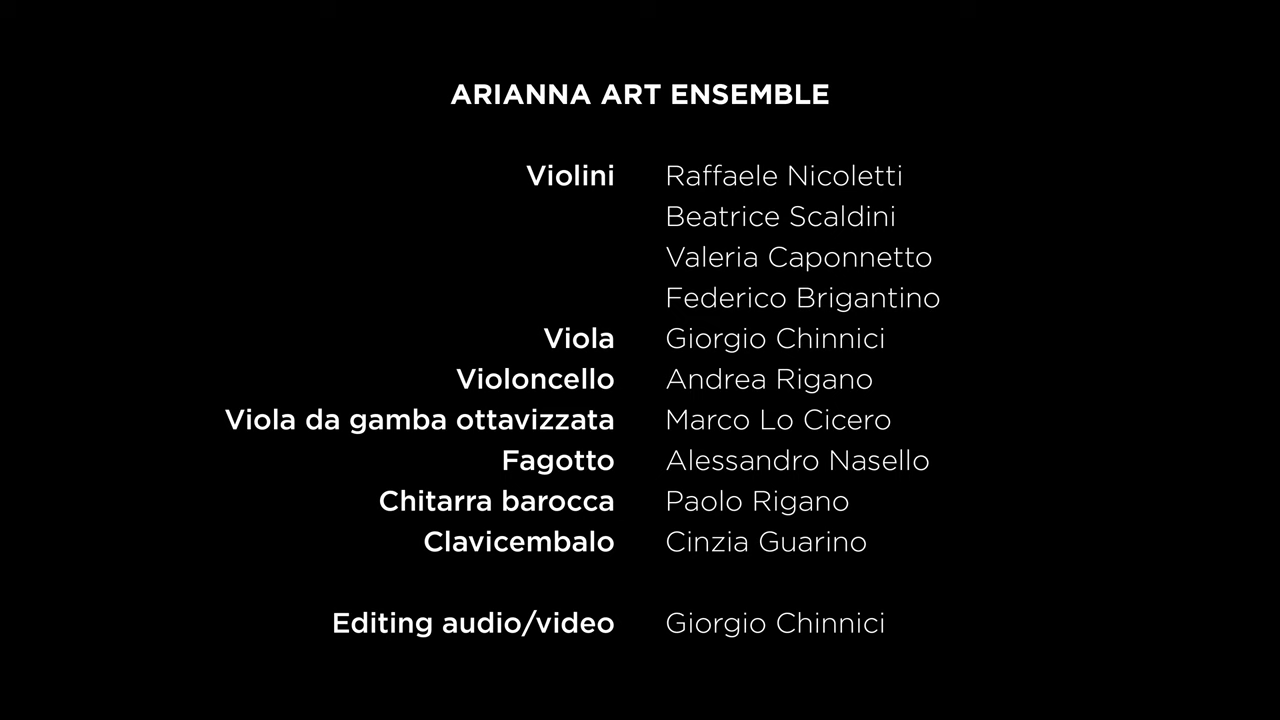 ARIANNA ART ENSEMBLE
Violini Raffaele Nicoletti
Beatrice Scaldini
Valeria Caponnetto
Federico Brigantino
Viola Giorgio Chinnici
Violoncello Andrea Rigano
Viola da gamba ottavizzata Marco Lo Cicero
Fagotto Alessandro Nasello
Chitarra barocca Paolo Rigano
Clavicembalo Cinzia Guarino
Editing audio/video Giorgio Chinnici